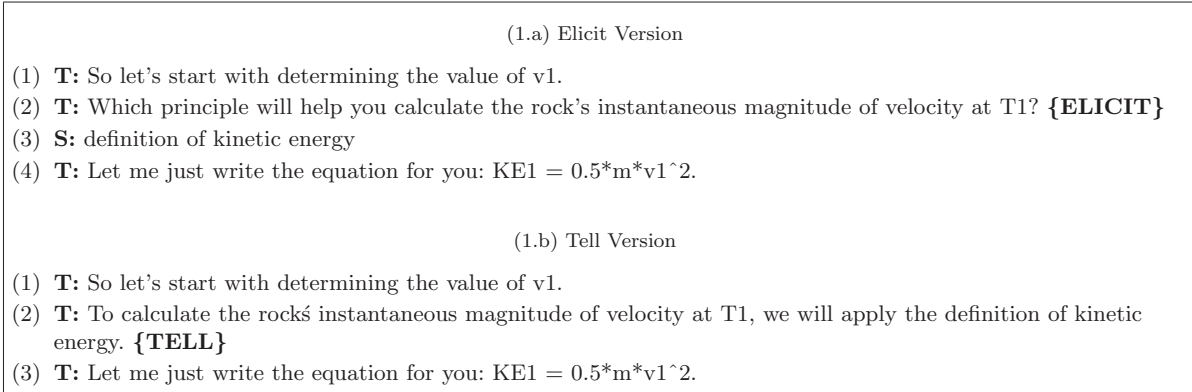 (1.a) Elicit Version
(1) T: So let's start with determining the value of v1.
(2) T: Which principle will help you calculate the rock's instantaneous magnitude of velocity at T1? {ELICIT}
(3) S: definition of kinetic energy
(4) T: Let me just write the equation for you: KE1 = 0.5*m*v1ˆ2.
(1.b) Tell Version
(1) T: So let's start with determining the value of v1.
(2) T: To calculate the rockś instantaneous magnitude of velocity at T1, we will apply the definition of kinetic
energy. {TELL}
(3) T: Let me just write the equation for you: KE1 = 0.5*m*v1ˆ2.